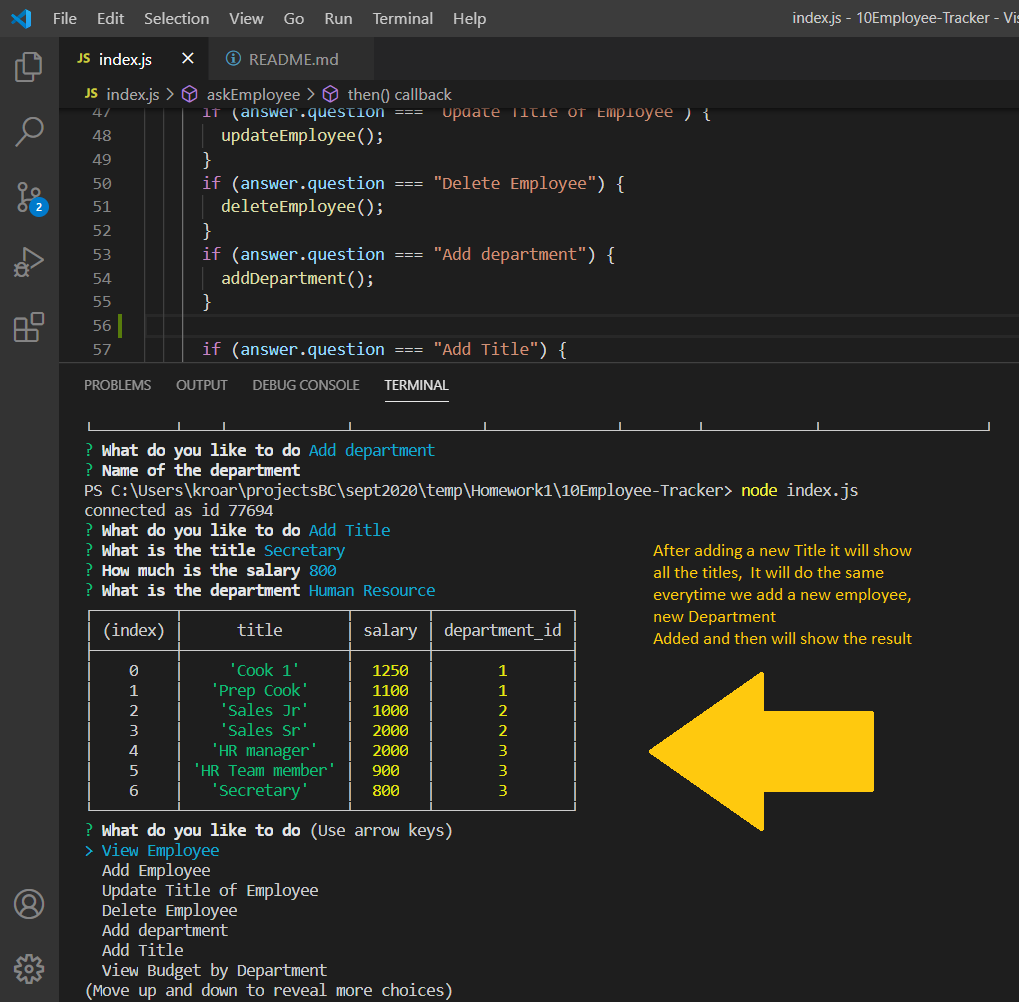 File Edit Selection View Go Run Terminal Help index.js - 10Employee-Tracker - Vis
JS index.js × README.md
JS index.js > askEmployee > then() callback
47 if (answer.question === "Update Title of Employee") {
48 updateEmployee();
49 }
50 if (answer.question === "Delete Employee") {
51 deleteEmployee();
52 }
53 if (answer.question === "Add department") {
54 addDepartment();
55 }
56
57 if (answer.question === "Add Title") {
2
PROBLEMS OUTPUT DEBUG CONSOLE TERMINAL
? What do you like to do Add department
? Name of the department
PS C:\Users\kroar\projectsBC\sept2020\temp\Homework1\10Employee-Tracker> node index.js
connected as id 77694
? What do you like to do Add Title
? What is the title Secretary
? How much is the salary 800
? What is the department Human Resource
(index) title salary department_id
0 'Cook 1' 1250 1
1 'Prep Cook' 1100 1
2 'Sales Jr' 1000 2
3 'Sales Sr' 2000 2
4 'HR manager' 2000 3
5 'HR Team member' 900 3
6 'Secretary' 800 3
After adding a new Title it will show
all the titles, It will do the same
everytime we add a new employee,
new Department
Added and then will show the result
? What do you like to do (Use arrow keys)
> View Employee
Add Employee
Update Title of Employee
Delete Employee
Add department
Add Title
View Budget by Department
(Move up and down to reveal more choices)